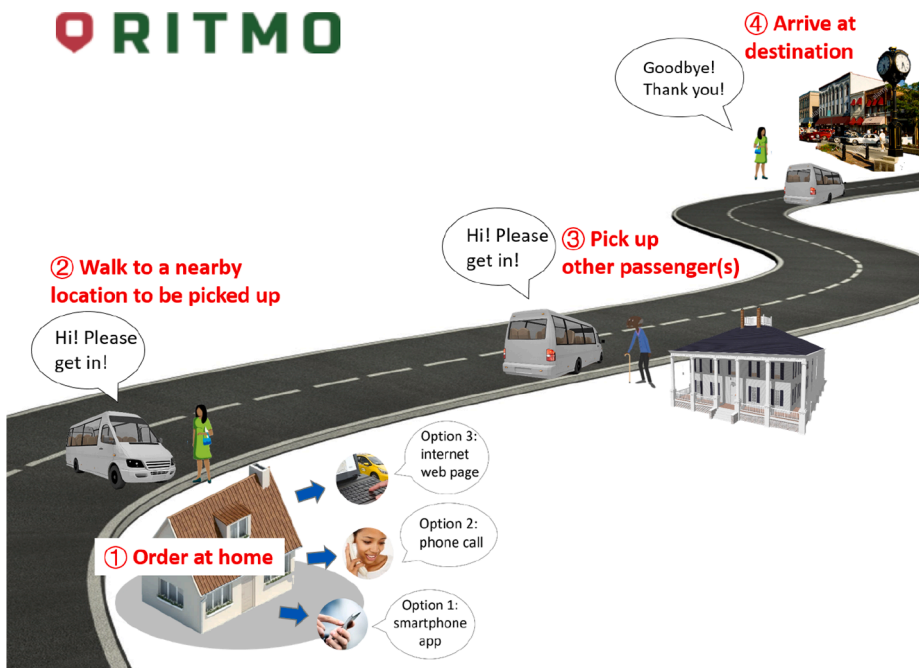 RITMO
④ Arrive at
destination
Goodbye!
Thank you!
Hi! Please
get in!
③ Pick up
other passenger(s)
② Walk to a nearby
location to be picked up
Hi! Please
get in!
Option 3:
internet
web page
Option 2:
phone call
① Order at home
Option 1:
smartphone
app